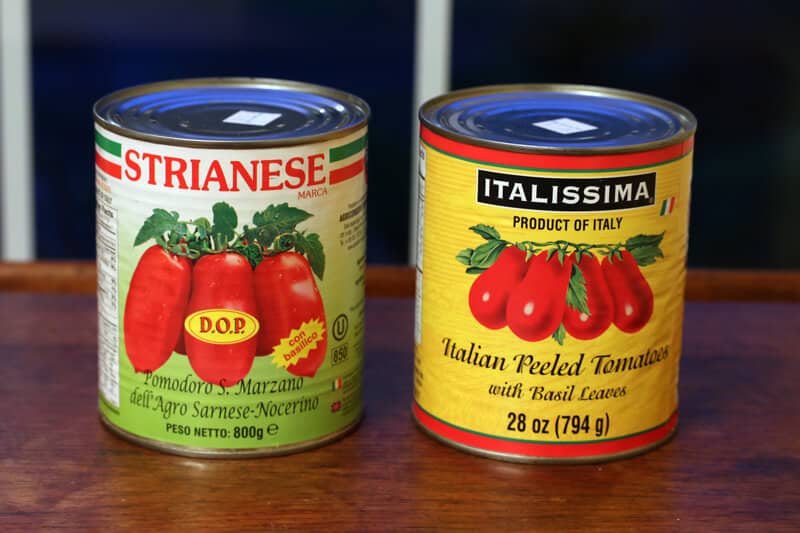 STRIANESE
MARCA
D.O.P.
con
basilico
U
850
Pomodoro S. Marzano
dell'Agro Sarnese-Nocerino
PESO NETTO: 800g e
ITALISSIMA
PRODUCT OF ITALY
Italian Peeled Tomatoes
with Basil Leaves
28 oz (794 g)